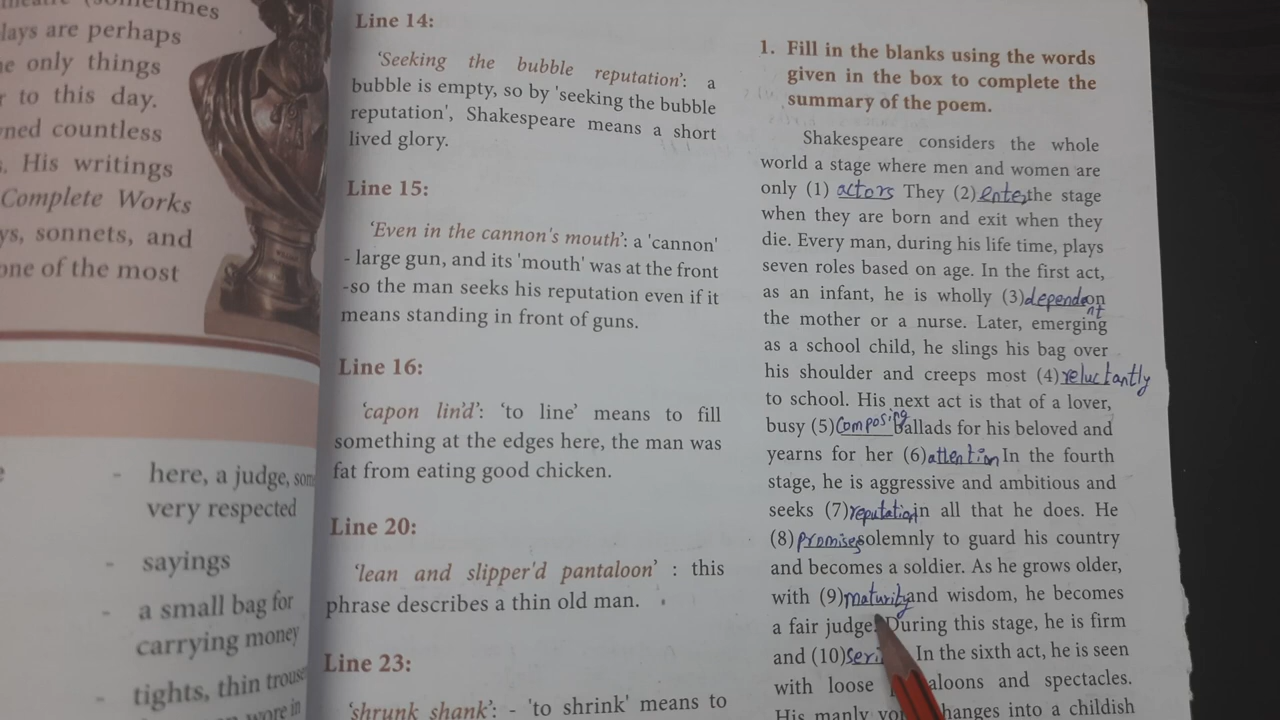 sometimes
lays are perhaps
e only things
r to this day.
ned countless
s. His writings
Complete Works
ys, sonnets, and
one of the most
- here, a judge,
very respected
- sayings
- a small bag for
carrying money
- tights, thin
wore in
Line 14:
'Seeking the bubble reputation': a
bubble is empty, so by 'seeking the bubble
reputation', Shakespeare means a short
lived glory.
Line 15:
'Even in the cannon's mouth': a 'cannon'
- large gun, and its 'mouth' was at the front
-so the man seeks his reputation even if it
means standing in front of guns.
Line 16:
'capon lin'd': 'to line' means to fill
something at the edges here, the man was
fat from eating good chicken.
Line 20:
'lean and slipper'd pantaloon' : this
phrase describes a thin old man.
Line 23:
'shrunk shank': - 'to shrink' means to
1. Fill in the blanks using the words
given in the box to complete the
summary of the poem.
Shakespeare considers the whole
world a stage where men and women are
only (1) actors They (2) enter the stage
when they are born and exit when they
die. Every man, during his life time, plays
seven roles based on age. In the first act,
as an infant, he is wholly (3) dependent on
the mother or a nurse. Later, emerging
as a school child, he slings his bag over
his shoulder and creeps most (4) reluctantly
to school. His next act is that of a lover,
busy (5) Composing ballads for his beloved and
yearns for her (6) attention In the fourth
stage, he is aggressive and ambitious and
seeks (7) reputation in all that he does. He
(8) promises solemnly to guard his country
and becomes a soldier. As he grows older,
with (9) maturity and wisdom, he becomes
a fair judge. During this stage, he is firm
and (10) seri In the sixth act, he is seen
with loose aloons and spectacles.
His manly hanges into a childish